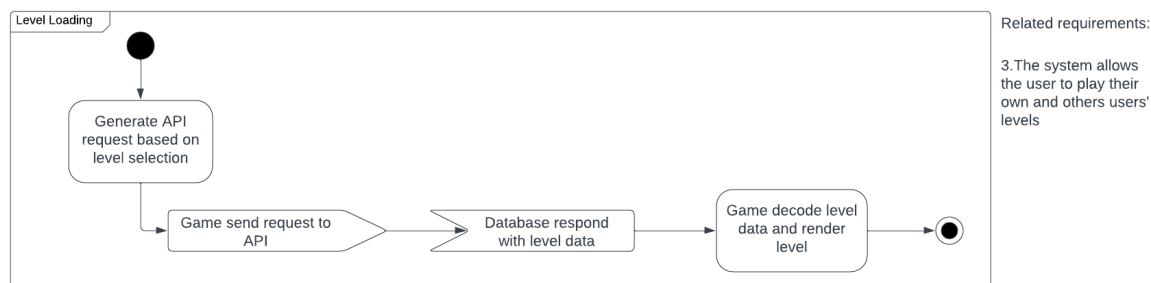 Level Loading
Related requirements:
3.The system allows
the user to play their
own and others users'
levels
Generate API
request based on
level selection
Game send request to
API
Database respond
with level data
Game decode level
data and render
level